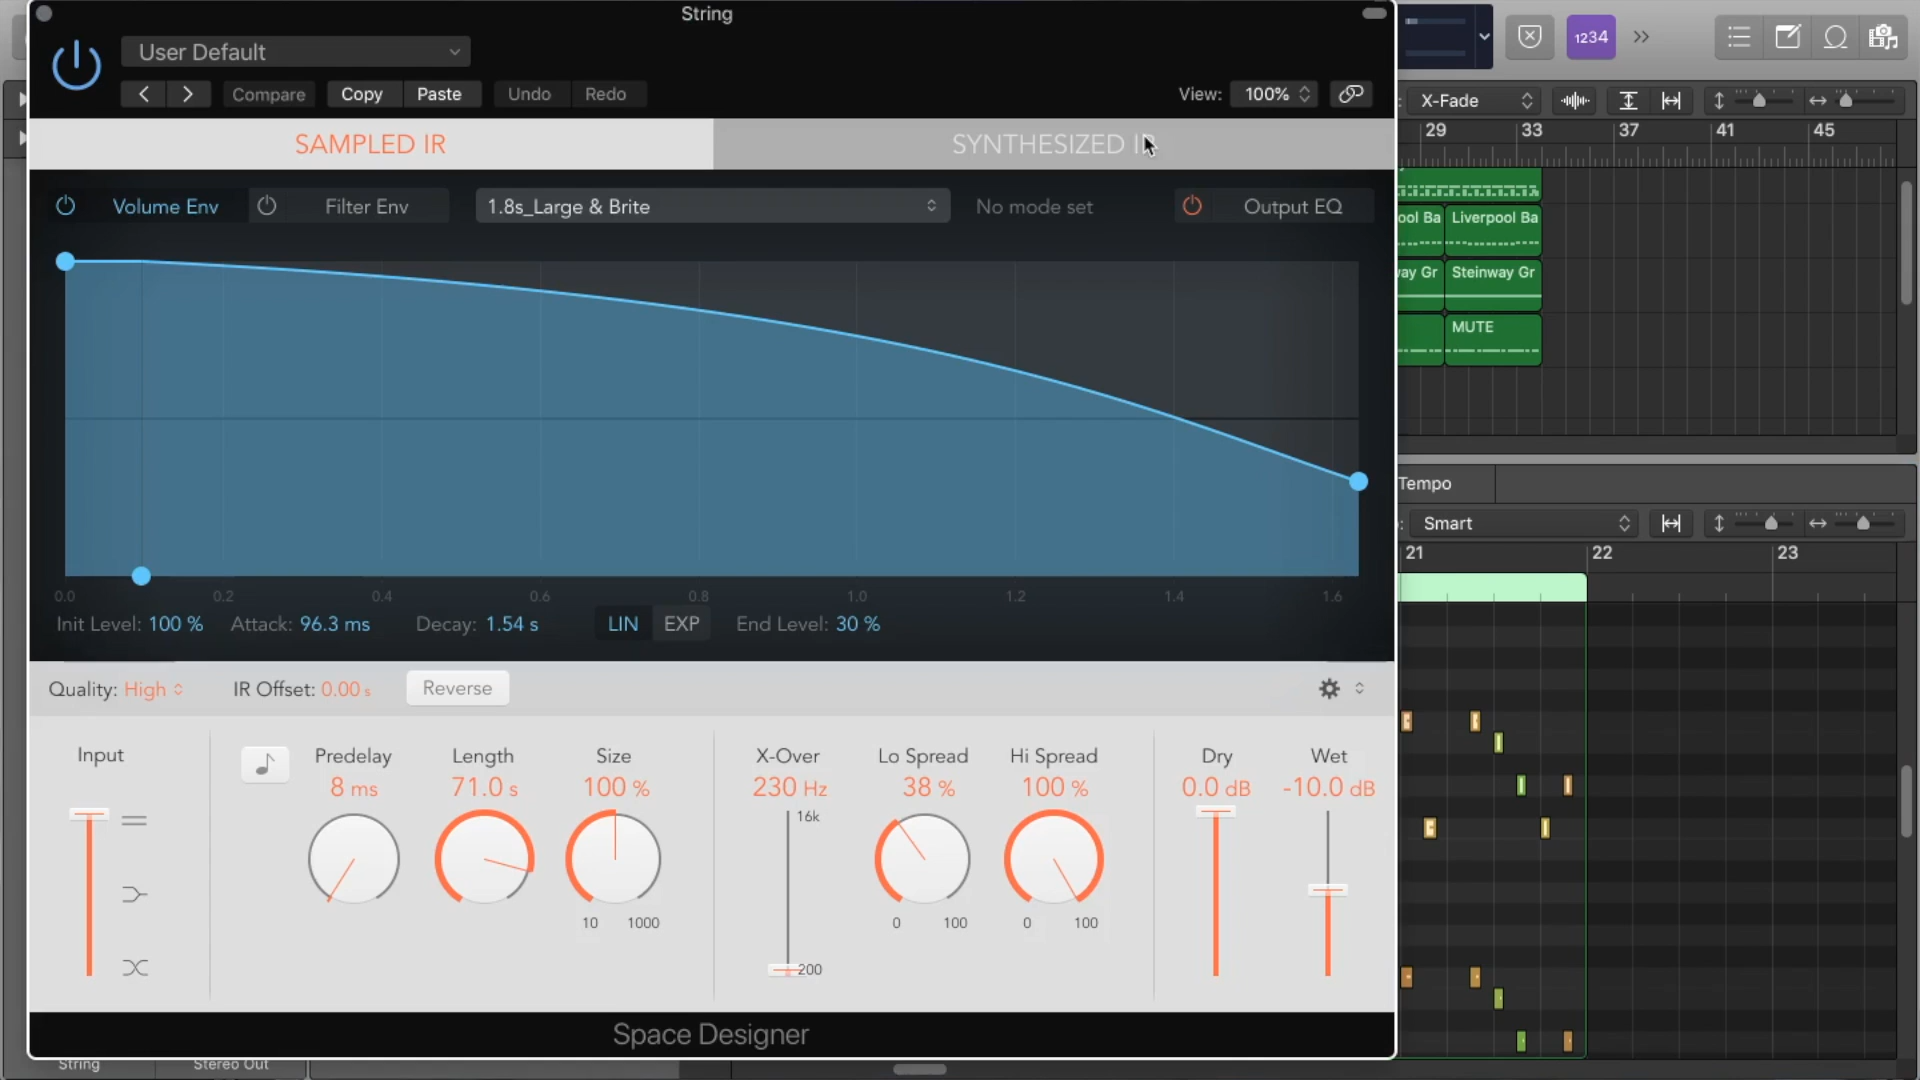 String
User Default
Compare Copy Paste Undo Redo
View: 100%
1234
X-Fade
SAMPLED IR SYNTHESIZED
29 33 37 41 45
Volume Env Filter Env 1.8s_Large & Brite No mode set Output EQ
ool Ba Liverpool Ba
way Gr Steinway Gr
MUTE
Tempo
Smart
21 22 23
0.0 0.2 0.4 0.6 0.8 1.0 1.2 1.4 1.6
Init Level: 100 % Attack: 96.3 ms Decay: 1.54 s LIN EXP End Level: 30 %
Quality: High IR Offset: 0.00 s Reverse
Input Predelay Length Size X-Over Lo Spread Hi Spread Dry Wet
8 ms 71.0 s 100 % 230 Hz 38 % 100 % 0.0 dB -10.0 dB
16k
10 1000 0 100 0 100
200
Space Designer
String Stereo Out